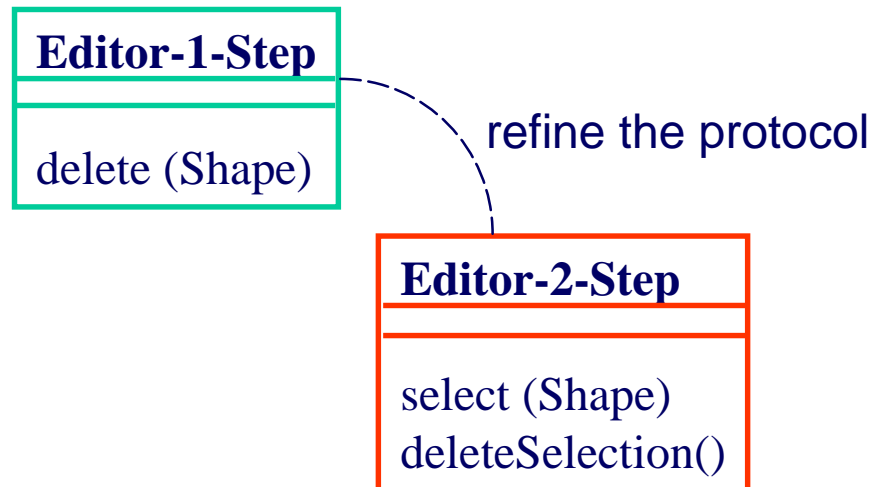 Editor-1-Step
delete (Shape)
refine the protocol
Editor-2-Step
select (Shape)
deleteSelection()